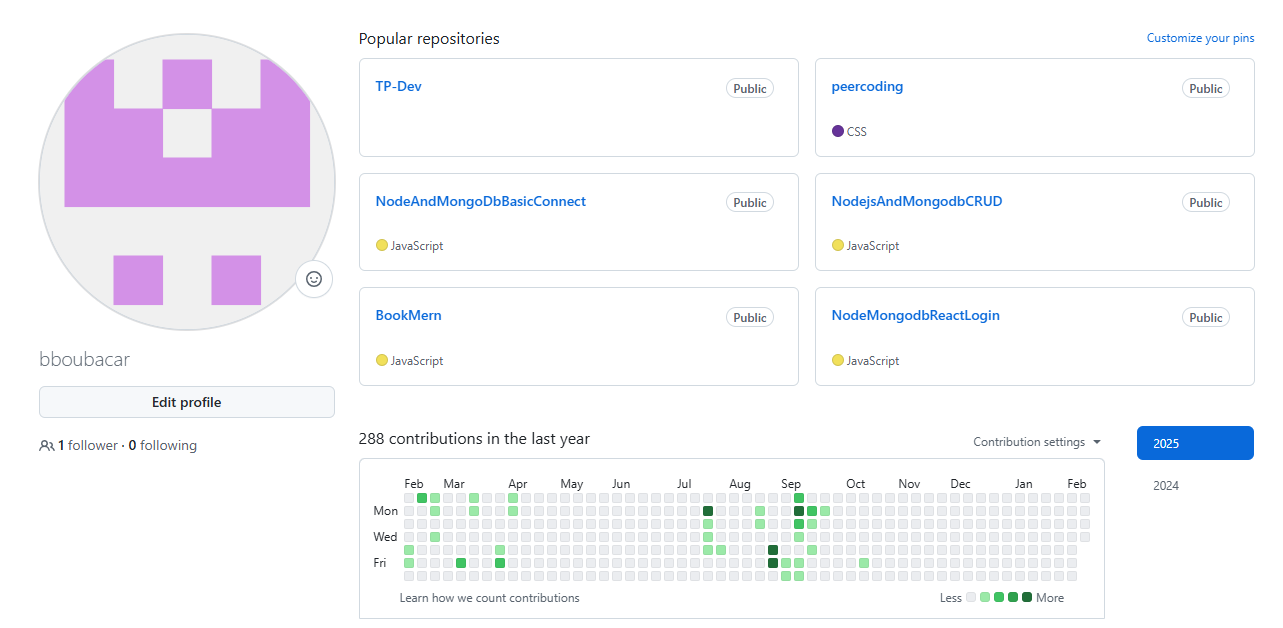 Popular repositories
Customize your pins
TP-Dev
Public
peercoding
Public
CSS
NodeAndMongoDbBasicConnect
Public
JavaScript
NodejsAndMongodbCRUD
Public
JavaScript
BookMern
Public
JavaScript
NodeMongodbReactLogin
Public
JavaScript
bboubacar
Edit profile
1 follower · 0 following
288 contributions in the last year
Contribution settings
2025
2024
Feb Mar Apr May Jun Jul Aug Sep Oct Nov Dec Jan Feb
Mon
Wed
Fri
Learn how we count contributions
Less More